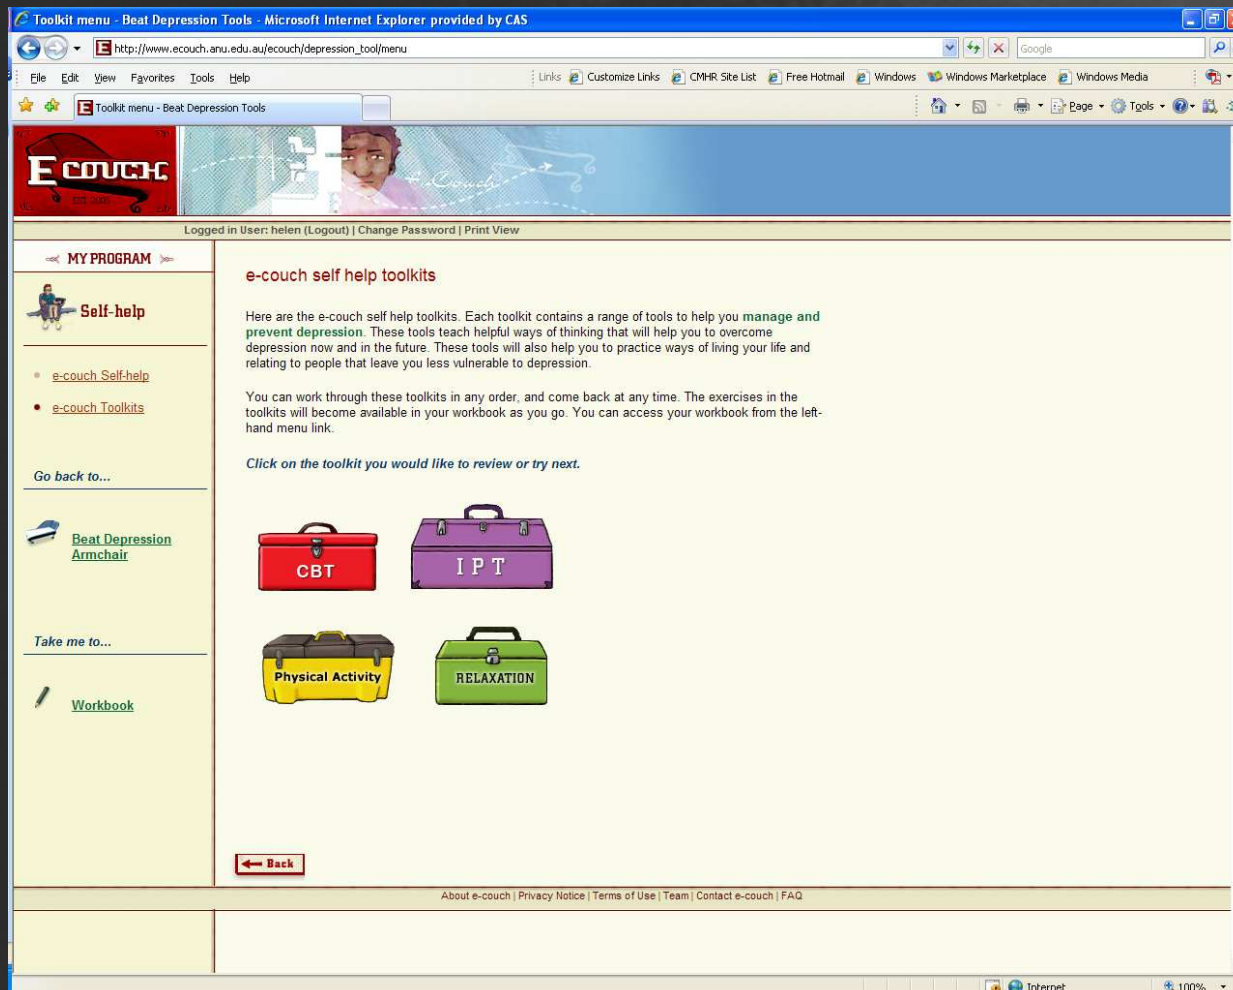 Toolkit menu - Beat Depression Tools - Microsoft Internet Explorer provided by CAS
http://www.ecouch.anu.edu.au/ecouch/depression_tool/menu
Google
File Edit View Favorites Tools Help
Links Customize Links CMHR Site List Free Hotmail Windows Windows Marketplace Windows Media
Toolkit menu - Beat Depression Tools
Page Tools
E COUCH
EST. 2005
e-Couch
Logged in User: helen (Logout) | Change Password | Print View
MY PROGRAM
Self-help
e-couch Self-help
e-couch Toolkits
Go back to...
Beat Depression
Armchair
Take me to...
Workbook
e-couch self help toolkits
Here are the e-couch self help toolkits. Each toolkit contains a range of tools to help you manage and
prevent depression. These tools teach helpful ways of thinking that will help you to overcome
depression now and in the future. These tools will also help you to practice ways of living your life and
relating to people that leave you less vulnerable to depression.
You can work through these toolkits in any order, and come back at any time. The exercises in the
toolkits will become available in your workbook as you go. You can access your workbook from the left-
hand menu link.
Click on the toolkit you would like to review or try next.
CBT
IPT
Physical Activity
RELAXATION
Back
About e-couch | Privacy Notice | Terms of Use | Team | Contact e-couch | FAQ
Internet
100%